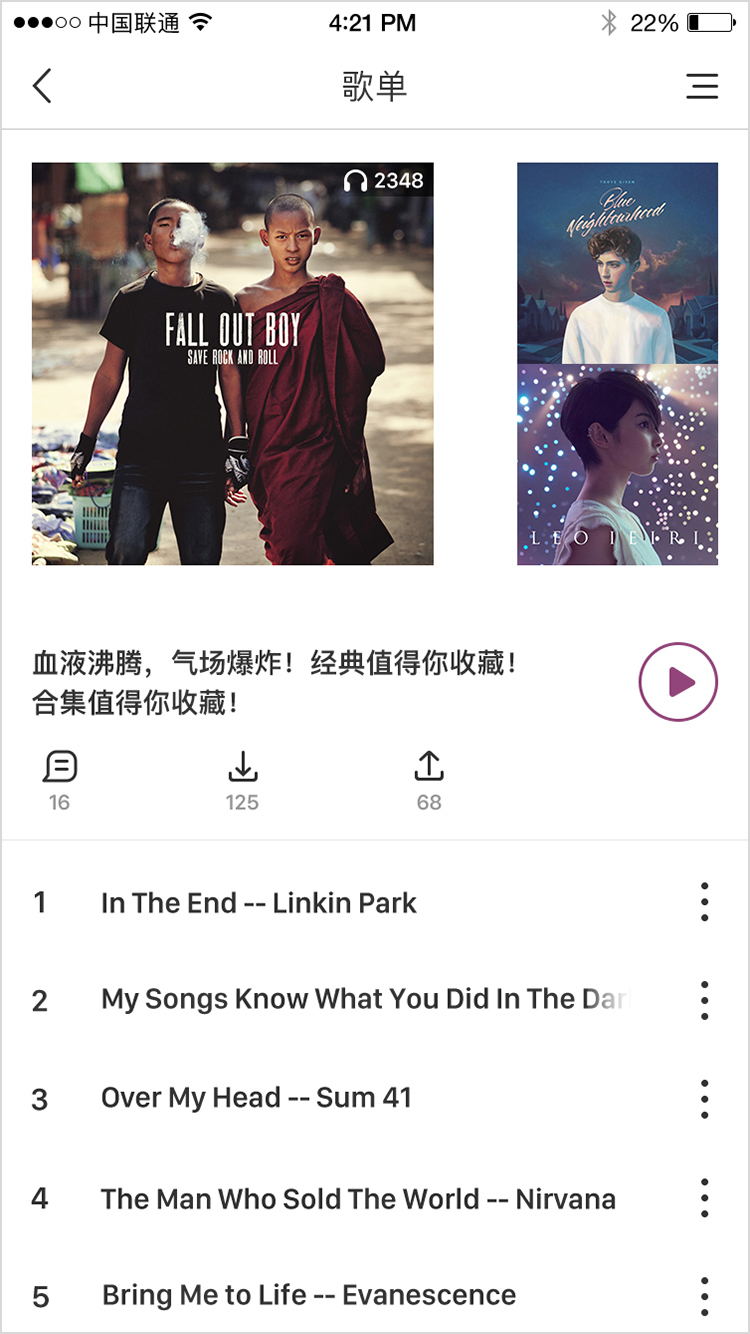 中国联通
4:21 PM
22%
歌单
2348
FALL OUT BOY
SAVE ROCK AND ROLL
Blue
Neighbourhood
LEO IEIRI
血液沸腾，气场爆炸！经典值得你收藏！
合集值得你收藏！
16
125
68
1 In The End -- Linkin Park
2 My Songs Know What You Did In The Dar
3 Over My Head -- Sum 41
4 The Man Who Sold The World -- Nirvana
5 Bring Me to Life -- Evanescence